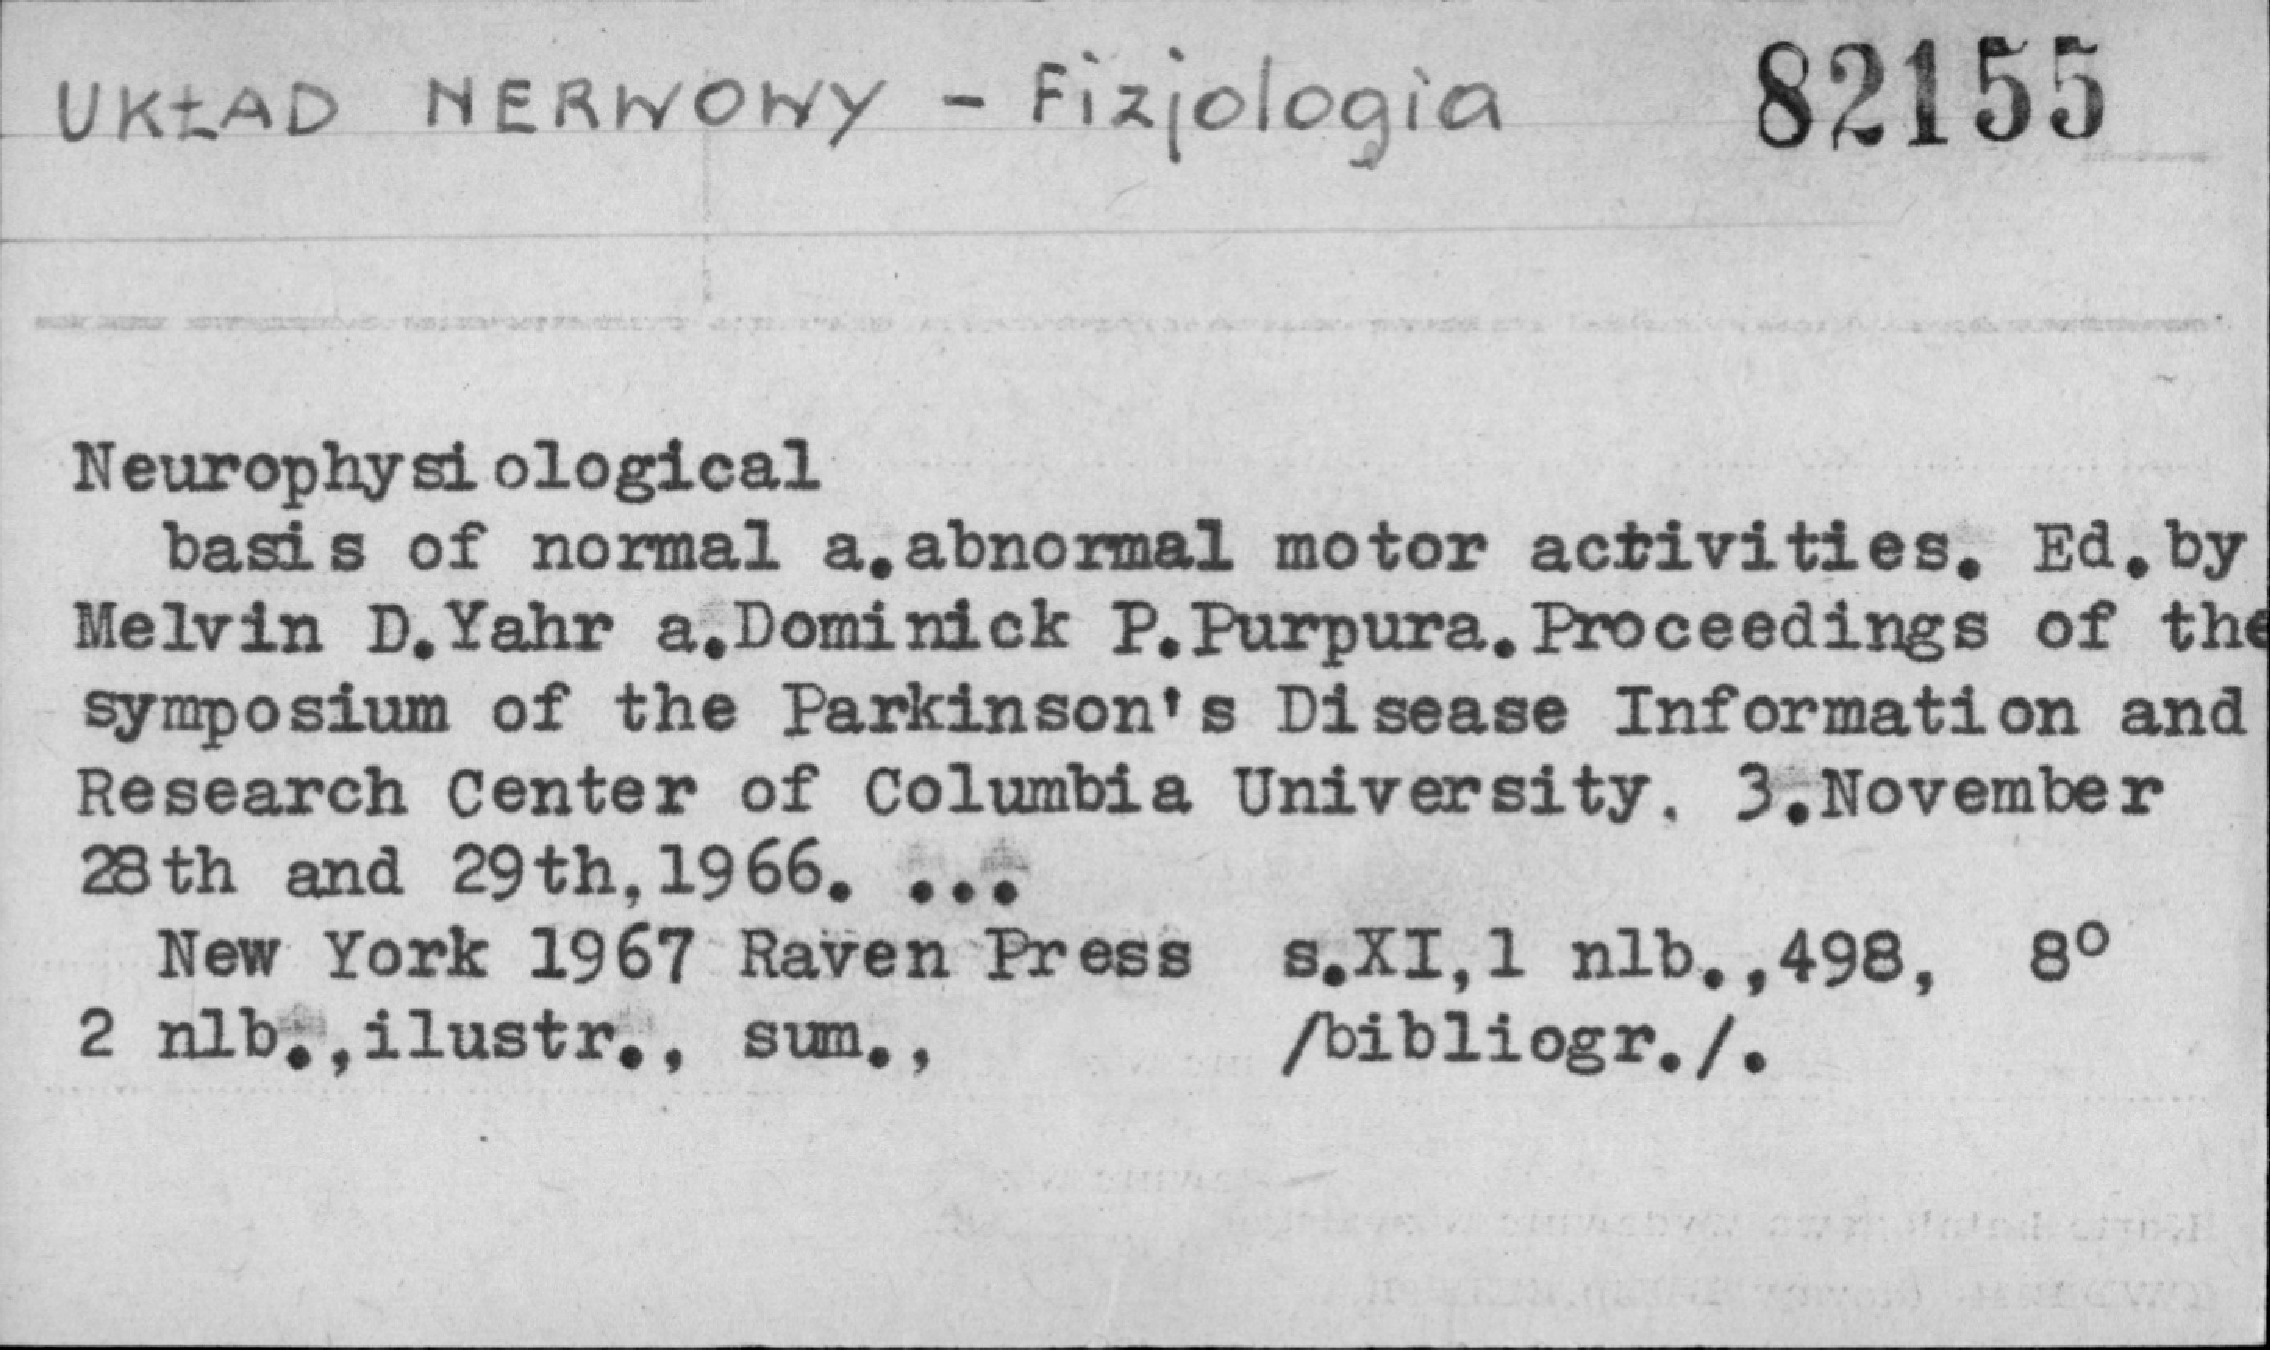 UKŁAD NERWOWY - Fizjologia 82155
Neurophysiological
basis of normal a.abnormal motor activities. Ed.by
Melvin D.Yahr a.Dominick P.Purpura.Proceedings of the
symposium of the Parkinson's Disease Information and
Research Center of Columbia University. 3.November
28th and 29th,1966. ...
New York 1967 Raven Press s.XI,1 nlb.,498, 8°
2 nlb.,ilustr., sum., /bibliogr./.